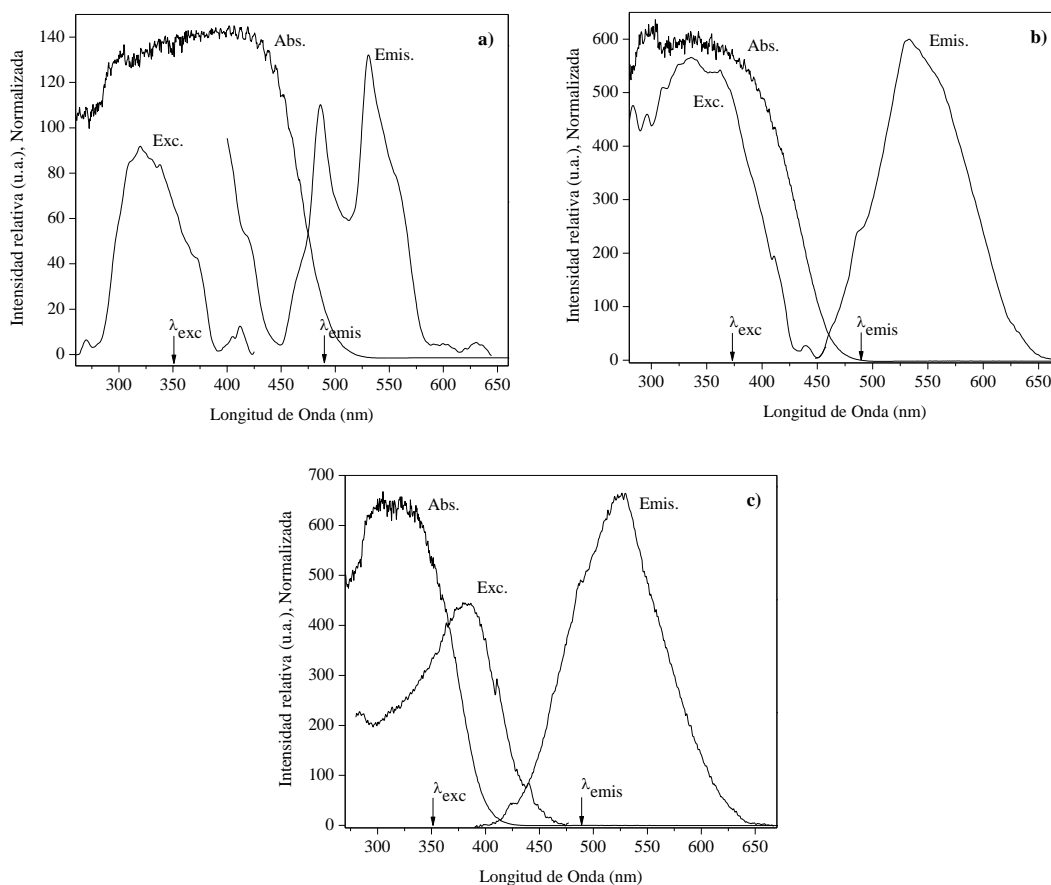 a)
Abs.
Emis.
Exc.
Intensidad relativa (u.a.), Normalizada
140
120
100
80
60
40
20
0
λexc
λemis
300 350 400 450 500 550 600 650
Longitud de Onda (nm)
b)
Abs.
Emis.
Exc.
Intensidad relativa (u.a.), Normalizada
600
500
400
300
200
100
0
λexc
λemis
300 350 400 450 500 550 600 650
Longitud de Onda (nm)
c)
Abs.
Emis.
Exc.
Intensidad relativa (u.a.), Normalizada
700
600
500
400
300
200
100
0
λexc
λemis
300 350 400 450 500 550 600 650
Longitud de Onda (nm)